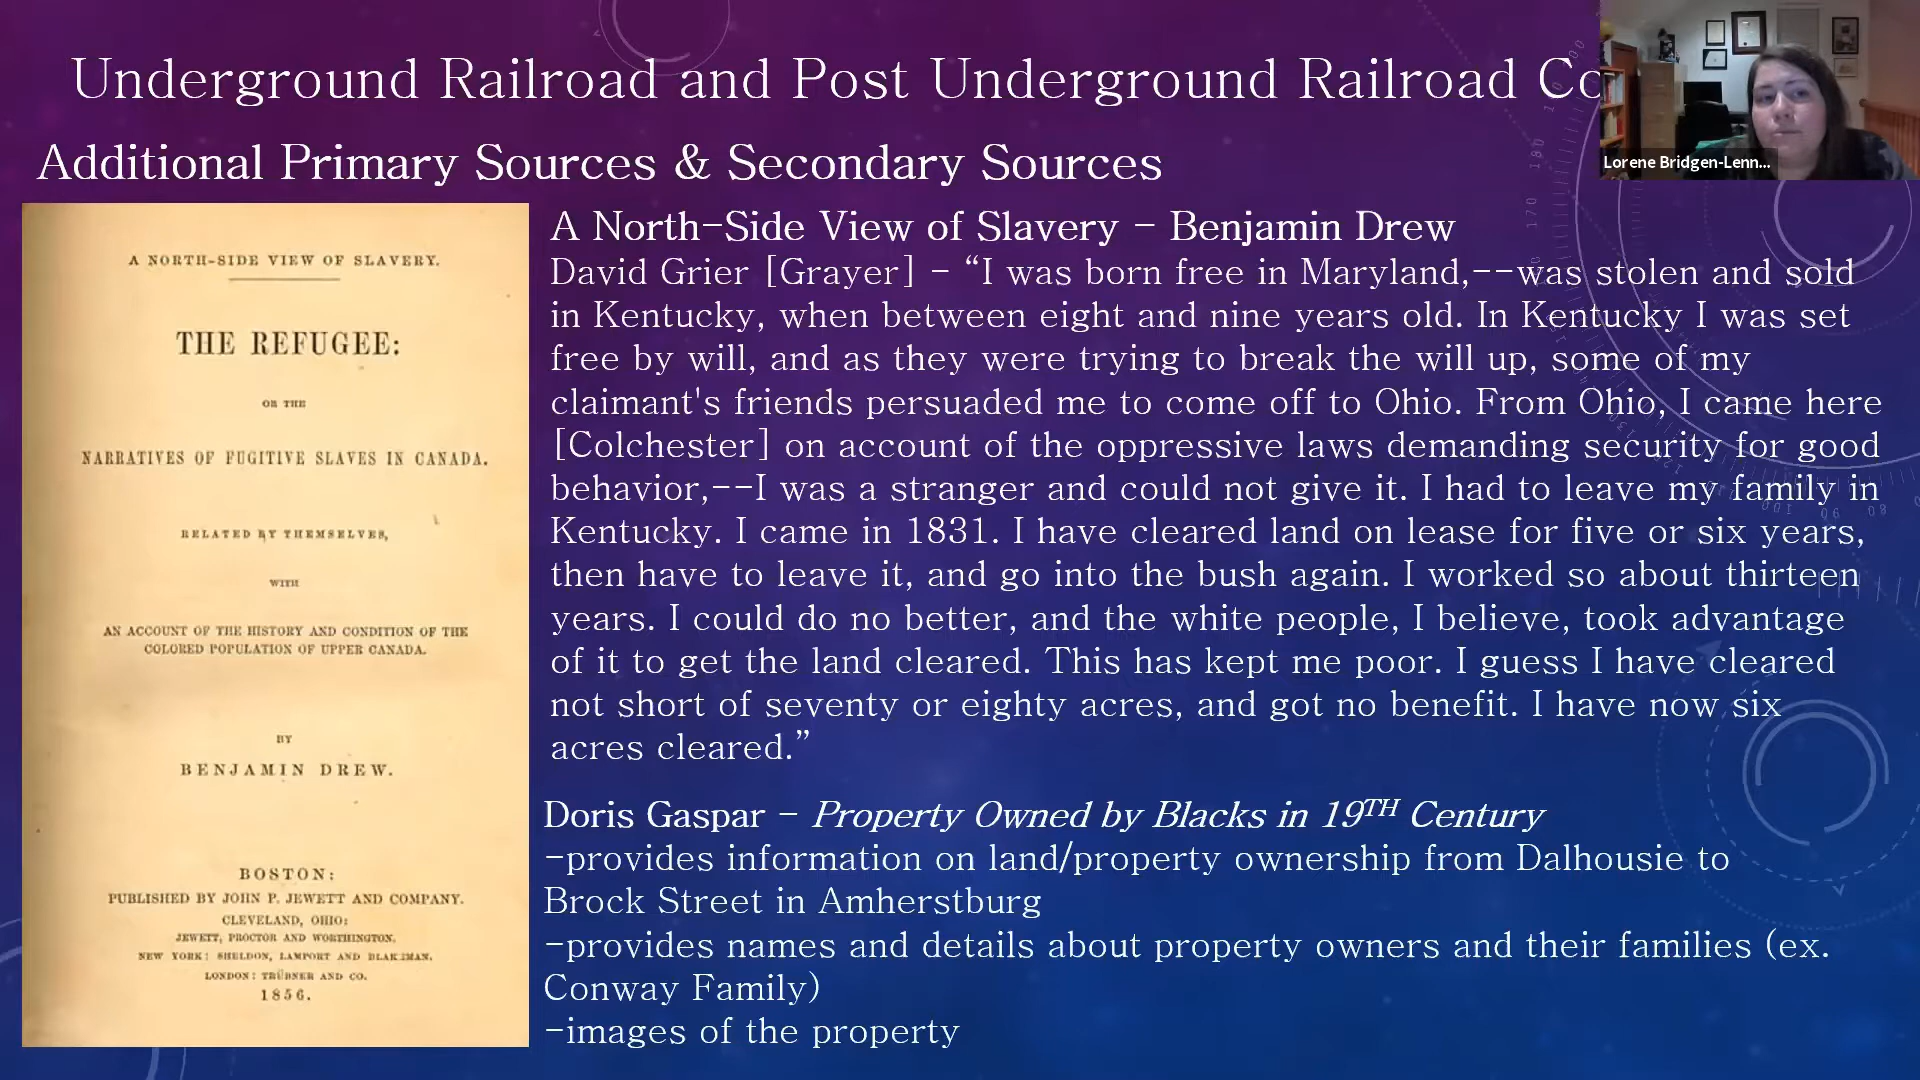 Underground Railroad and Post Underground Railroad Co
Lorene Bridgen-Lenn...
Additional Primary Sources & Secondary Sources
A NORTH-SIDE VIEW OF SLAVERY.
THE REFUGEE:
OR THE
NARRATIVES OF FUGITIVE SLAVES IN CANADA.
RELATED BY THEMSELVES,
WITH
AN ACCOUNT OF THE HISTORY AND CONDITION OF THE
COLORED POPULATION OF UPPER CANADA.
BY
BENJAMIN DREW.
BOSTON:
PUBLISHED BY JOHN P. JEWETT AND COMPANY.
CLEVELAND, OHIO:
JEWETT, PROCTOR AND WORTHINGTON.
NEW YORK: SHELDON, LAMPORT AND BLAKEMAN.
LONDON: TRÜBNER AND CO.
1856.
A North-Side View of Slavery - Benjamin Drew
David Grier [Grayer] - “I was born free in Maryland,--was stolen and sold
in Kentucky, when between eight and nine years old. In Kentucky I was set
free by will, and as they were trying to break the will up, some of my
claimant's friends persuaded me to come off to Ohio. From Ohio, I came here
[Colchester] on account of the oppressive laws demanding security for good
behavior,--I was a stranger and could not give it. I had to leave my family in
Kentucky. I came in 1831. I have cleared land on lease for five or six years,
then have to leave it, and go into the bush again. I worked so about thirteen
years. I could do no better, and the white people, I believe, took advantage
of it to get the land cleared. This has kept me poor. I guess I have cleared
not short of seventy or eighty acres, and got no benefit. I have now six
acres cleared.”
Doris Gaspar - Property Owned by Blacks in 19TH Century
-provides information on land/property ownership from Dalhousie to
Brock Street in Amherstburg
-provides names and details about property owners and their families (ex.
Conway Family)
-images of the property